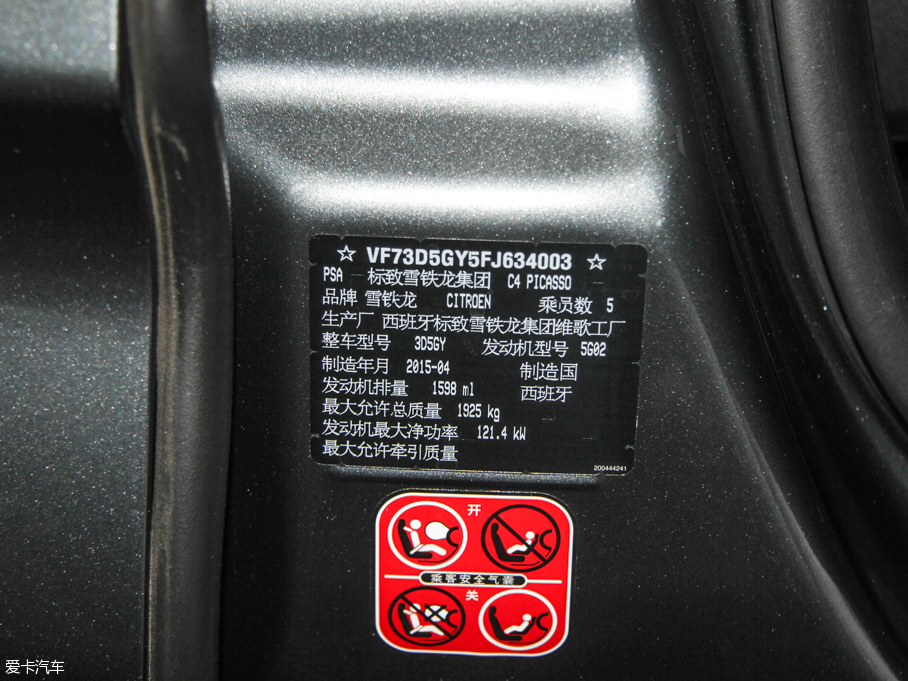 ☆ VF73D5GY5FJ634003 ☆
PSA 标致雪铁龙集团 C4 PICASSO
品牌 雪铁龙 CITROEN 乘员数 5
生产厂 西班牙标致雪铁龙集团维歌工厂
整车型号 3D5GY 发动机型号 5G02
制造年月 2015-04 制造国
发动机排量 1598 ml 西班牙
最大允许总质量 1925 kg
发动机最大净功率 121.4 kW
最大允许牵引质量
200444241
开
乘客安全气囊
关
爱卡汽车